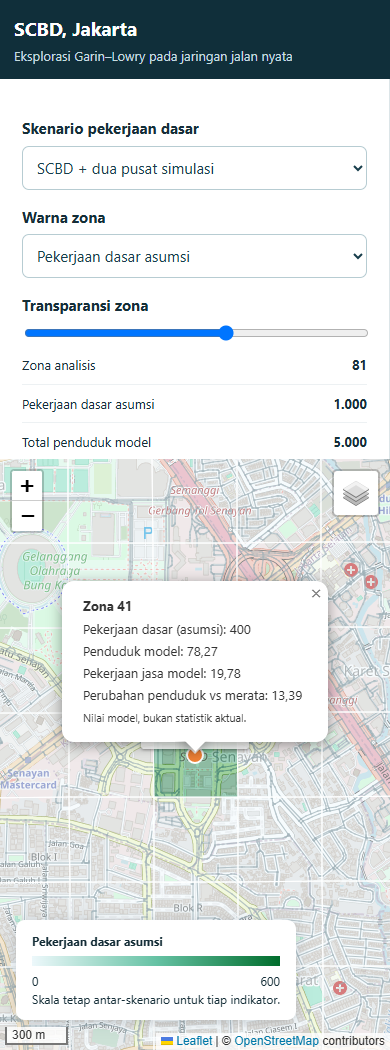 SCBD, Jakarta
Eksplorasi Garin–Lowry pada jaringan jalan nyata
Skenario pekerjaan dasar
SCBD + dua pusat simulasi
Warna zona
Pekerjaan dasar asumsi
Transparansi zona
Zona analisis 81
Pekerjaan dasar asumsi 1.000
Total penduduk model 5.000
+
−
Semanggi
Gerbang Tol Senayan
P
Gelanggang
Olahraga
Bung Ka
×
Zona 41
Pekerjaan dasar (asumsi): 400
Penduduk model: 78,27
Pekerjaan jasa model: 19,78
Perubahan penduduk vs merata: 13,39
Nilai model, bukan statistik aktual.
Karet S
Senayan
Senayan
Mastercard
Blok I
Blok R
Pekerjaan dasar asumsi
0 600
Skala tetap antar-skenario untuk tiap indikator.
300 m
Leaflet | © OpenStreetMap contributors